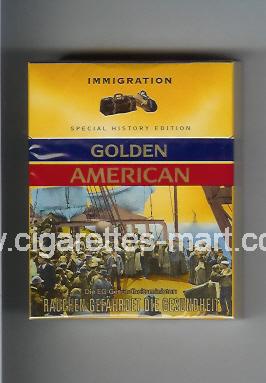 IMMIGRATION
SPECIAL HISTORY EDITION
GOLDEN
AMERICAN
www.cigarettes-mart.com
Die EG-Gesundheitsminister:
RAUCHEN GEFÄHRDET DIE GESUNDHEIT